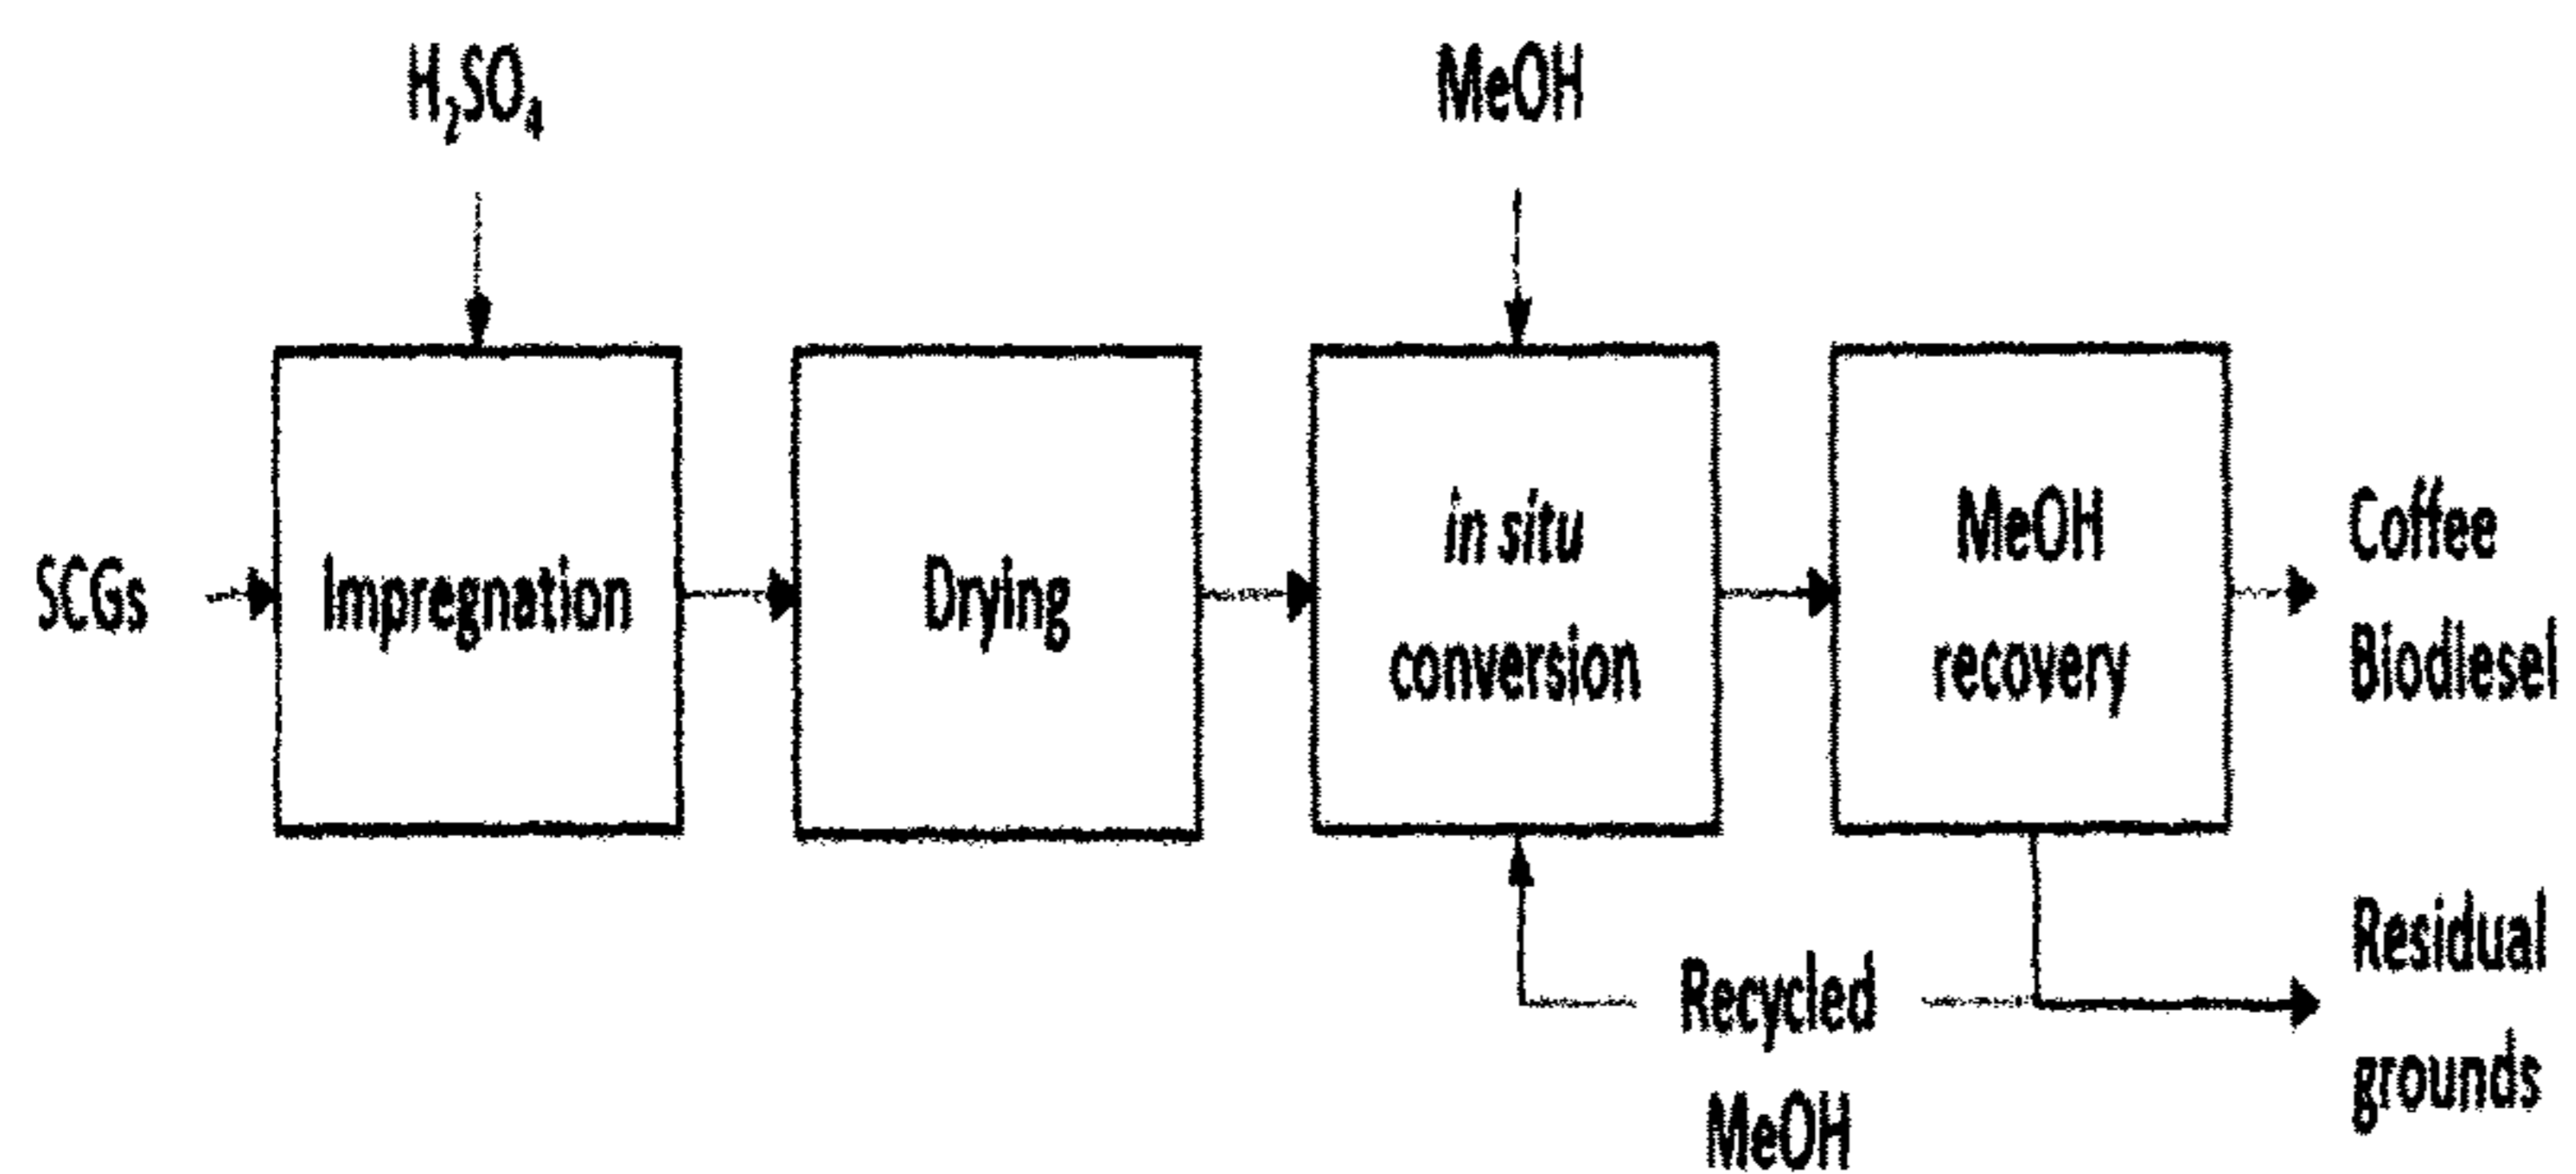 H₂SO₄
MeOH
SCGs
Impregnation
Drying
in situ
conversion
MeOH
recovery
Coffee
Biodiesel
Recycled
MeOH
Residual
grounds